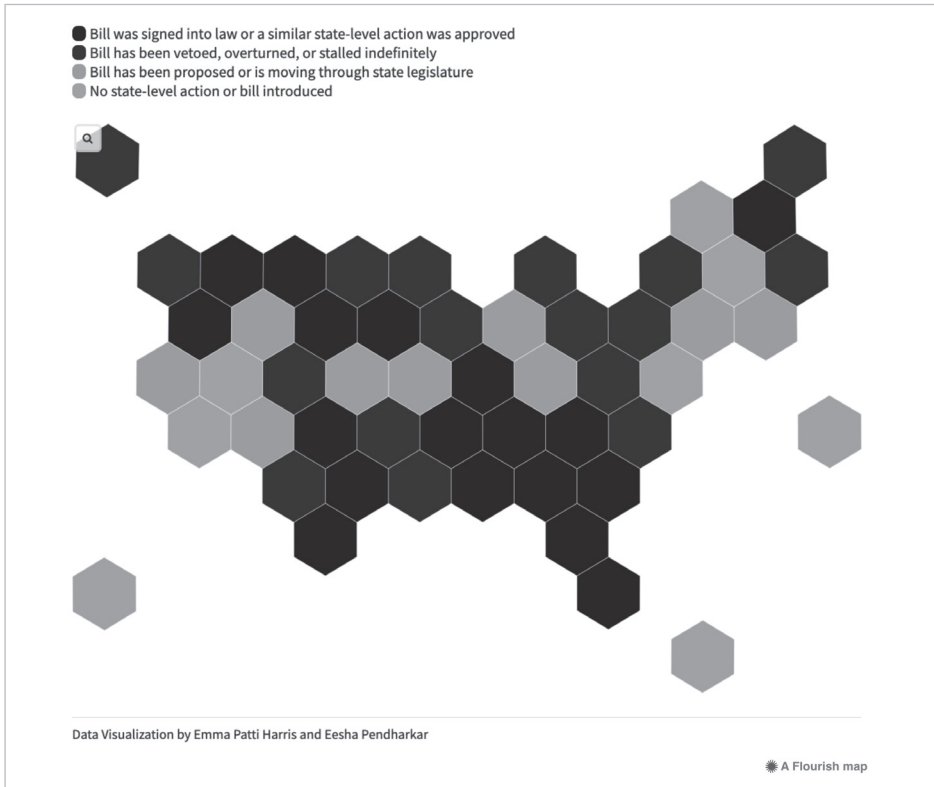 Bill was signed into law or a similar state-level action was approved
Bill has been vetoed, overturned, or stalled indefinitely
Bill has been proposed or is moving through state legislature
No state-level action or bill introduced
Data Visualization by Emma Patti Harris and Eesha Pendharkar
A Flourish map